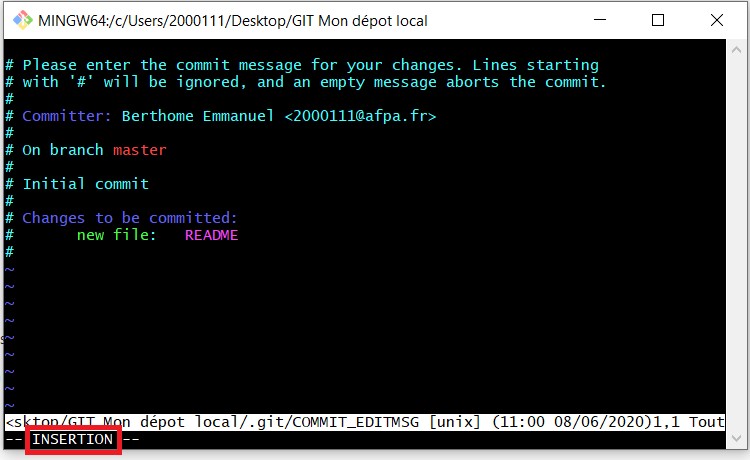 MINGW64:/c/Users/2000111/Desktop/GIT Mon dépot local
# Please enter the commit message for your changes. Lines starting
# with '#' will be ignored, and an empty message aborts the commit.
#
# Committer: Berthome Emmanuel <2000111@afpa.fr>
#
# On branch master
#
# Initial commit
#
# Changes to be committed:
#       new file:   README
#
~
~
~
~
~
~
~
~
~
<sktop/GIT Mon dépot local/.git/COMMIT_EDITMSG [unix] (11:00 08/06/2020)1,1 Tout
-- INSERTION --